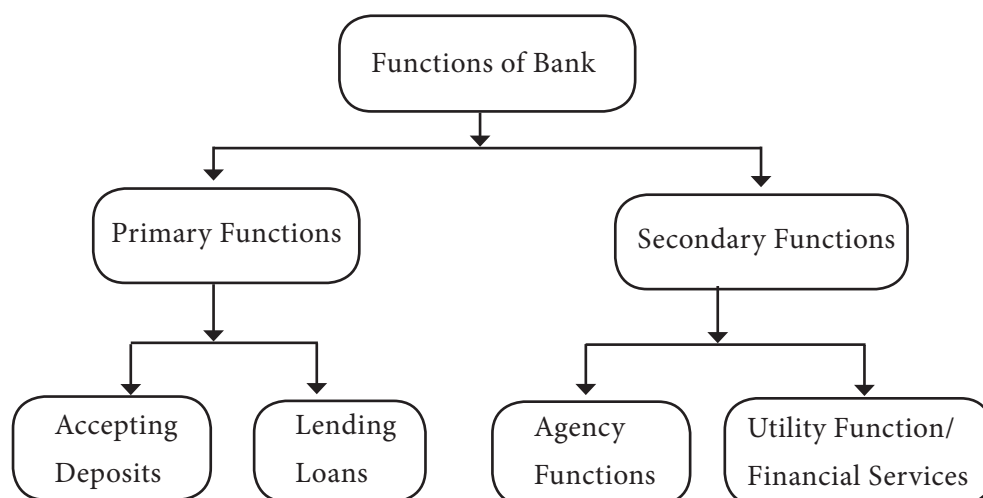 Functions of Bank
Primary Functions
Secondary Functions
Accepting
Deposits
Lending
Loans
Agency
Functions
Utility Function/
Financial Services